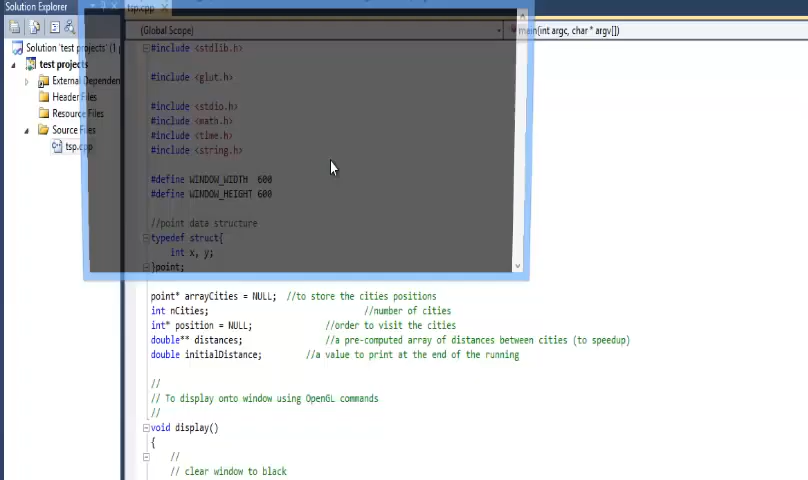 Solution Explorer
tsp.cpp
(Global Scope)
main(int argc, char * argv[])
Solution 'test projects' (1 p
test projects
External Dependen
Header Files
Resource Files
Source Files
tsp.cpp
#include <stdlib.h>
#include <glut.h>
#include <stdio.h>
#include <math.h>
#include <time.h>
#include <string.h>
#define WINDOW_WIDTH  600
#define WINDOW_HEIGHT 600
//point data structure
typedef struct{
int x, y;
}point;
point* arrayCities = NULL;  //to store the cities positions
int nCities;  //number of cities
int* position = NULL;  //order to visit the cities
double** distances;  //a pre-computed array of distances between cities (to speedup)
double initialDistance;  //a value to print at the end of the running
//
// To display onto window using OpenGL commands
//
void display()
{
//
// clear window to black